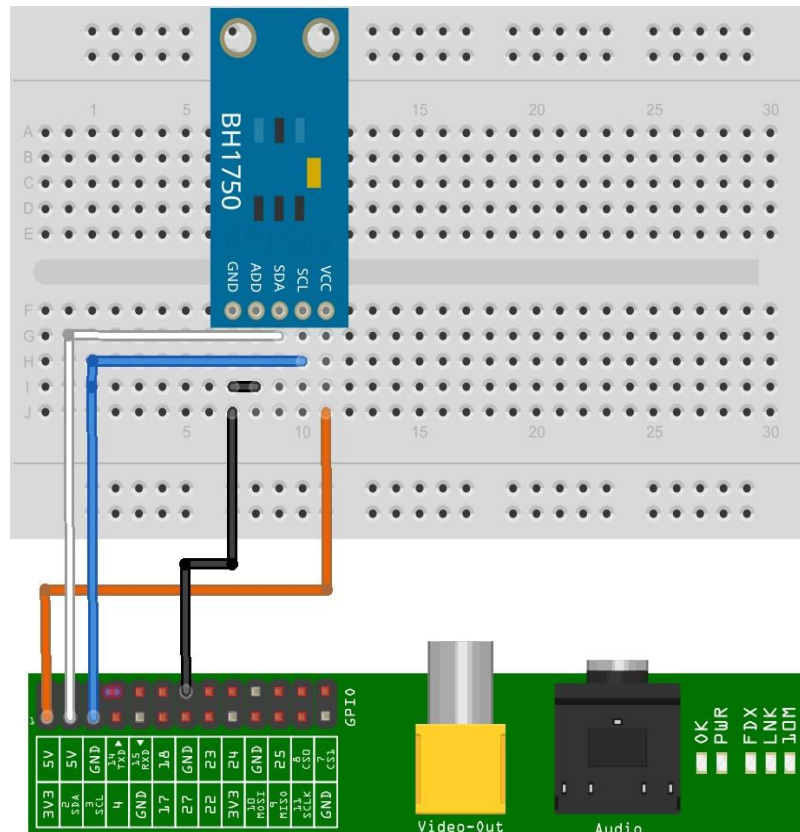 1 5 15 20 25 30
A
B
C
D
E
F
G
H
I
J
BH1750
GND ADD SDA SCL VCC
5 10 15 20 25 30
1
GPIO
5V 5V GND 14 TXD 15 RXD 18 GND 23 24 GND 25 8 CS0 7 CS1
3V3 2 SDA 3 SCL 4 GND 17 27 22 3V3 10 MOSI 9 MISO 11 SCLK GND
Video-Out
Audio
OK
PWR
FDX
LNK
10M